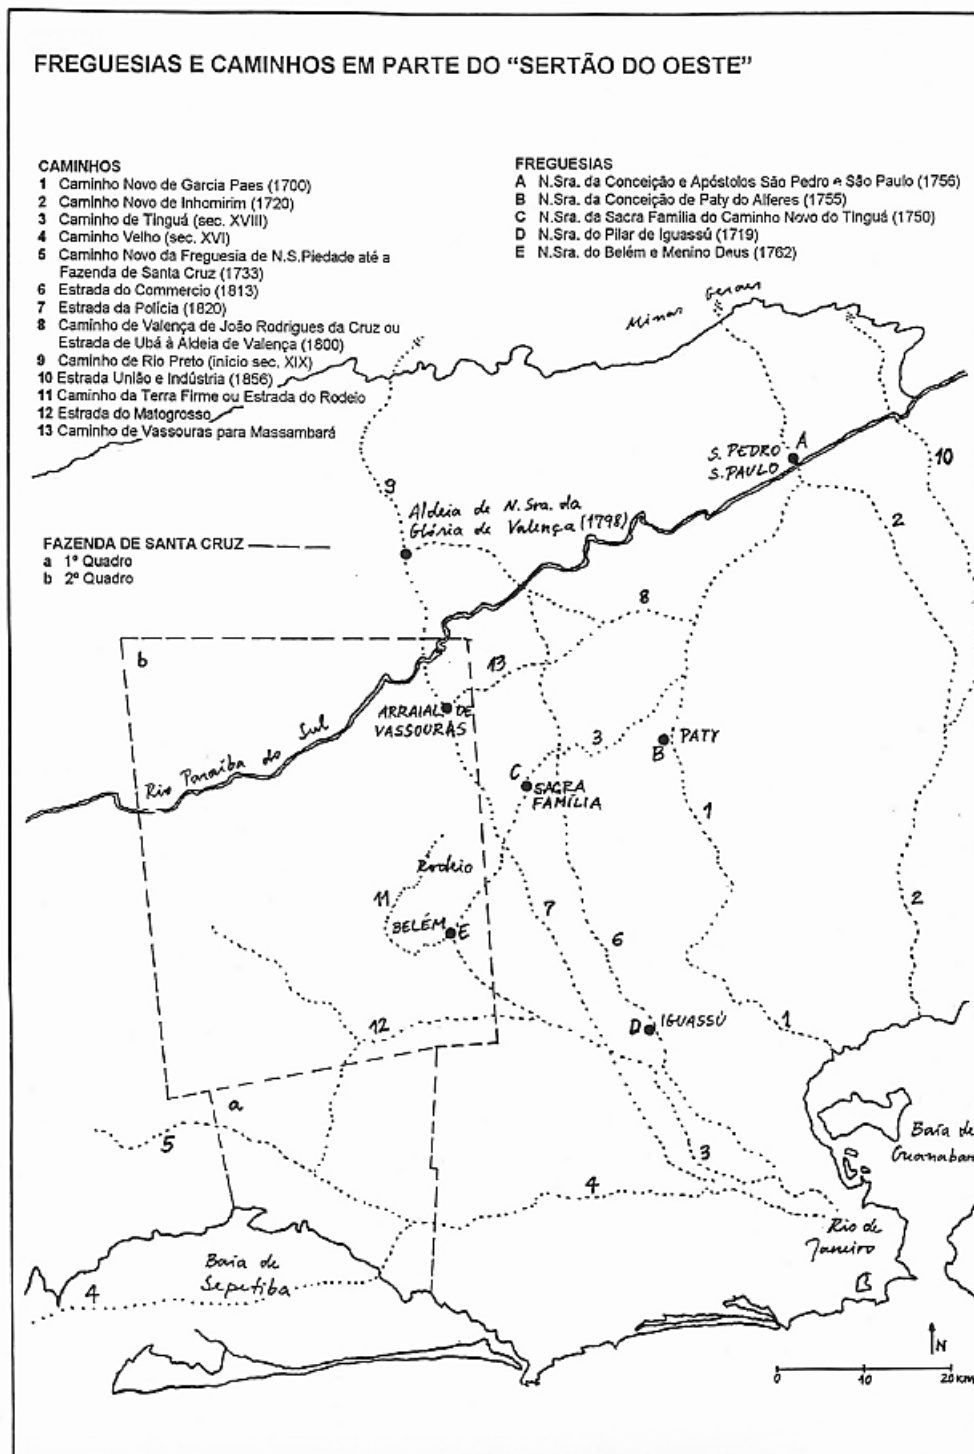 FREGUESIAS E CAMINHOS EM PARTE DO “SERTÃO DO OESTE”
CAMINHOS
1 Caminho Novo de Garcia Paes (1700)
2 Caminho Novo de Inhomirim (1720)
3 Caminho de Tinguá (sec. XVIII)
4 Caminho Velho (sec. XVI)
5 Caminho Novo da Freguesia de N.S.Piedade até a
Fazenda de Santa Cruz (1733)
6 Estrada do Commercio (1813)
7 Estrada da Polícia (1820)
8 Caminho de Valença de João Rodrigues da Cruz ou
Estrada de Ubá à Aldeia de Valença (1800)
9 Caminho de Rio Preto (início sec. XIX)
10 Estrada União e Indústria (1856)
11 Caminho da Terra Firme ou Estrada do Rodeio
12 Estrada do Matogrosso
13 Caminho de Vassouras para Massambará
FREGUESIAS
A N.Sra. da Conceição e Apóstolos São Pedro e São Paulo (1756)
B N.Sra. da Conceição de Paty do Alferes (1755)
C N.Sra. da Sacra Família do Caminho Novo do Tinguá (1750)
D N.Sra. do Pilar de Iguassú (1719)
E N.Sra. do Belém e Menino Deus (1762)
FAZENDA DE SANTA CRUZ
a 1º Quadro
b 2º Quadro
Minas Gerais
S. PEDRO
S. PAULO
A
10
9
Aldeia de N. Sra. da
Glória de Valença (1798)
2
8
b
13
ARRAIAL DE
VASSOURAS
Rio Paraíba do Sul
3
B
PATY
C
SACRA
FAMÍLIA
1
Rodeio
11
BELÉM
E
7
6
2
12
D
IGUASSÚ
1
a
5
3
Baía de
Guanabar
4
Rio de
Janeiro
Baía de
Sepetiba
4
N
0 10 20 KM